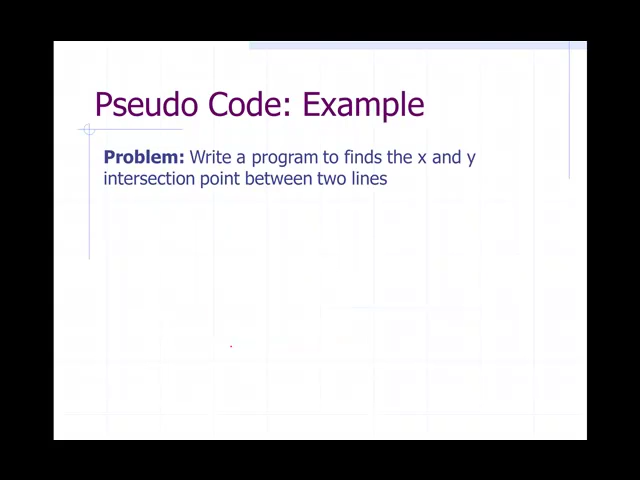 Pseudo Code: Example
Problem: Write a program to finds the x and y
intersection point between two lines